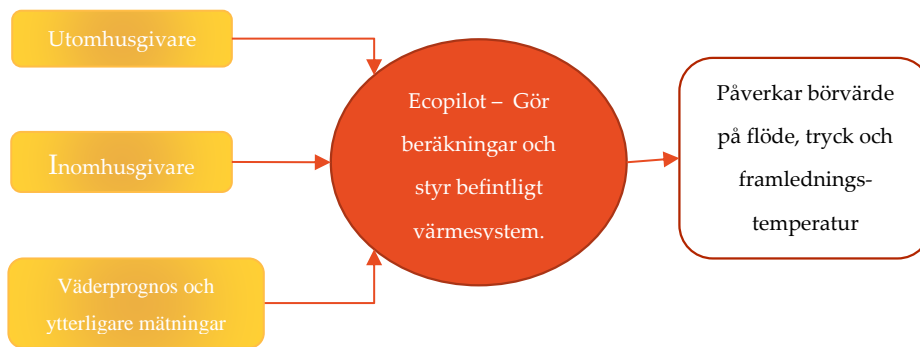 Utomhusgivare
Inomhusgivare
Väderprognos och
ytterligare mätningar
Ecopilot – Gör
beräkningar och
styr befintligt
värmesystem.
Påverkar börvärde
på flöde, tryck och
framlednings-
temperatur